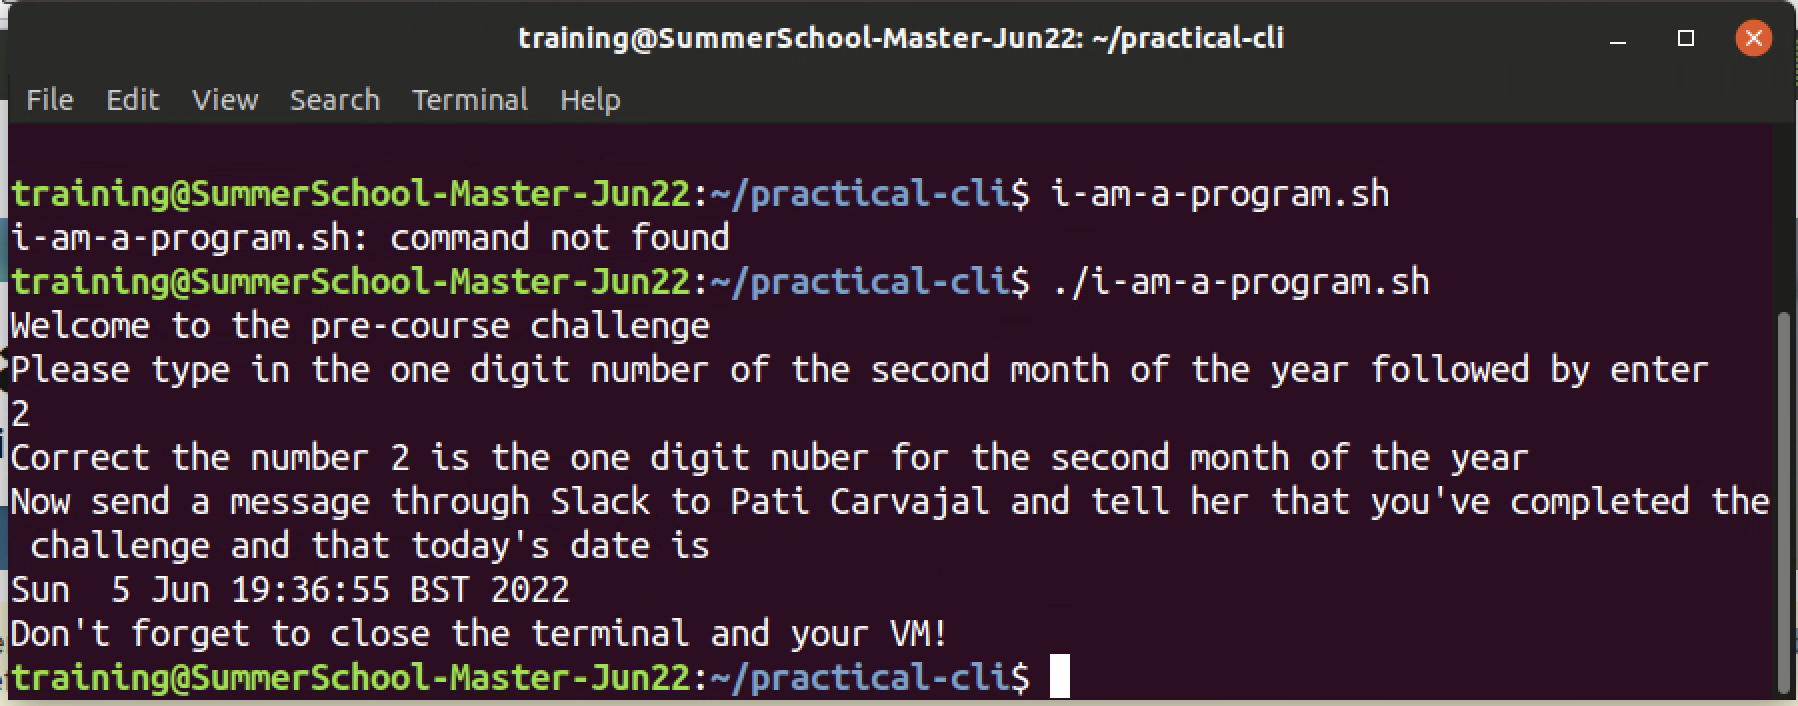 training@SummerSchool-Master-Jun22: ~/practical-cli
File Edit View Search Terminal Help
training@SummerSchool-Master-Jun22:~/practical-cli$ i-am-a-program.sh
i-am-a-program.sh: command not found
training@SummerSchool-Master-Jun22:~/practical-cli$ ./i-am-a-program.sh
Welcome to the pre-course challenge
Please type in the one digit number of the second month of the year followed by enter
2
Correct the number 2 is the one digit nuber for the second month of the year
Now send a message through Slack to Pati Carvajal and tell her that you've completed the
 challenge and that today's date is
Sun  5 Jun 19:36:55 BST 2022
Don't forget to close the terminal and your VM!
training@SummerSchool-Master-Jun22:~/practical-cli$